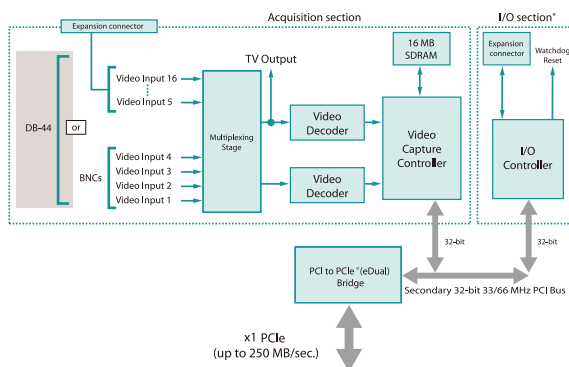 Acquisition section
I/O section*
Expansion connector
16 MB
SDRAM
Expansion
connector
Watchdog
Reset
TV Output
Video Input 16
Video Input 5
DB-44
or
BNCs
Video Input 4
Video Input 3
Video Input 2
Video Input 1
Multiplexing
Stage
Video
Decoder
Video
Decoder
Video
Capture
Controller
I/O
Controller
32-bit
32-bit
PCI to PCIe*(eDual)
Bridge
Secondary 32-bit 33/66 MHz PCI Bus
x1 PCIe
(up to 250 MB/sec.)